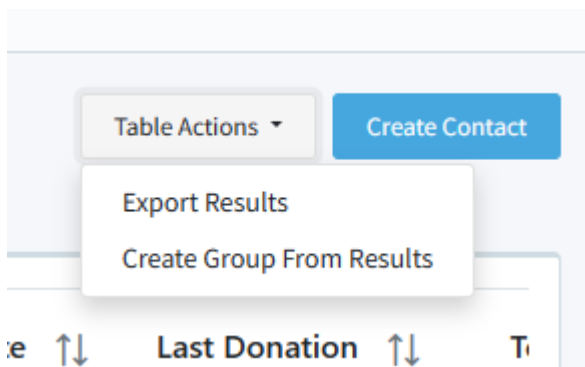 Table Actions
Create Contact
Export Results
Create Group From Results
Last Donation